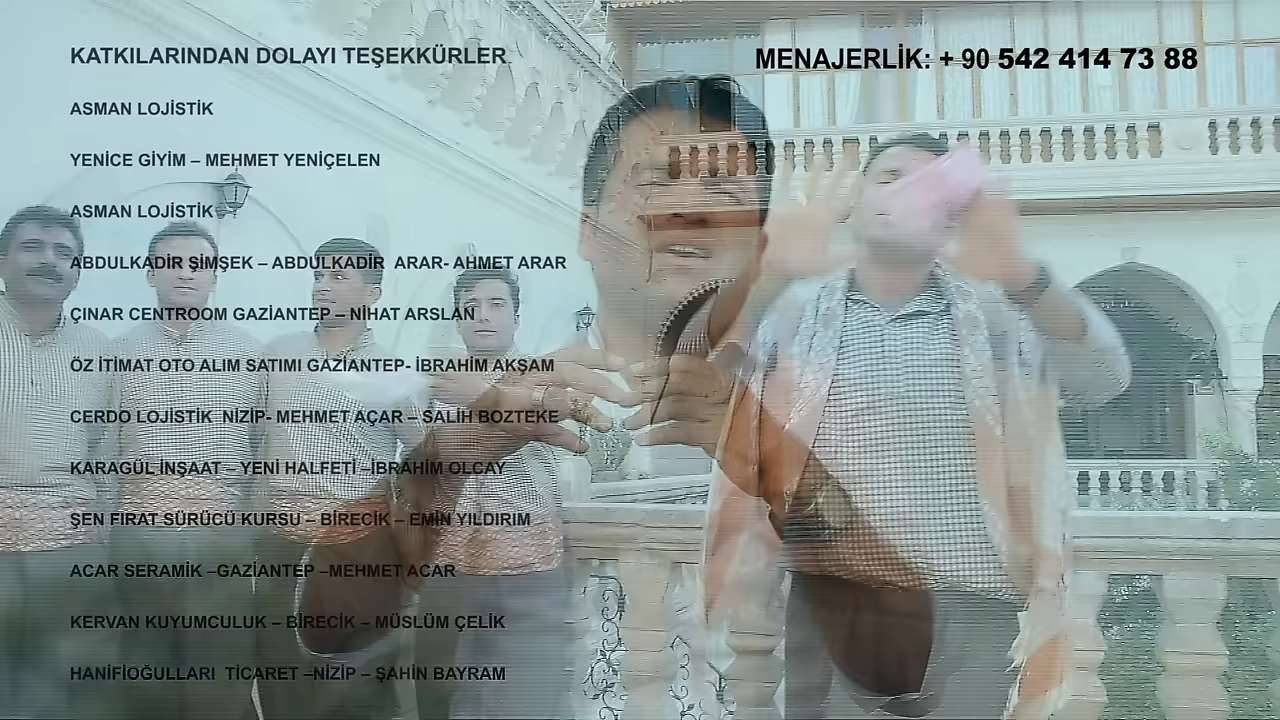 KATKILARINDAN DOLAYI TEŞEKKÜRLER
MENAJERLİK: + 90 542 414 73 88
ASMAN LOJİSTİK
YENİCE GİYİM – MEHMET YENİÇELEN
ASMAN LOJİSTİK
ABDULKADİR ŞİMŞEK – ABDULKADİR ARAR- AHMET ARAR
ÇINAR CENTROOM GAZİANTEP – NİHAT ARSLAN
ÖZ İTİMAT OTO ALIM SATIMI GAZİANTEP- İBRAHİM AKŞAM
CERDO LOJİSTİK NİZİP- MEHMET AÇAR – SALİH BOZTEKE
KARAGÜL İNŞAAT – YENİ HALFETİ –İBRAHİM OLCAY
ŞEN FIRAT SÜRÜCÜ KURSU – BİRECİK – EMİN YILDIRIM
ACAR SERAMİK –GAZİANTEP –MEHMET ACAR
KERVAN KUYUMCULUK – BİRECİK – MÜSLÜM ÇELİK
HANİFİOĞULLARI TİCARET –NİZİP – ŞAHİN BAYRAM